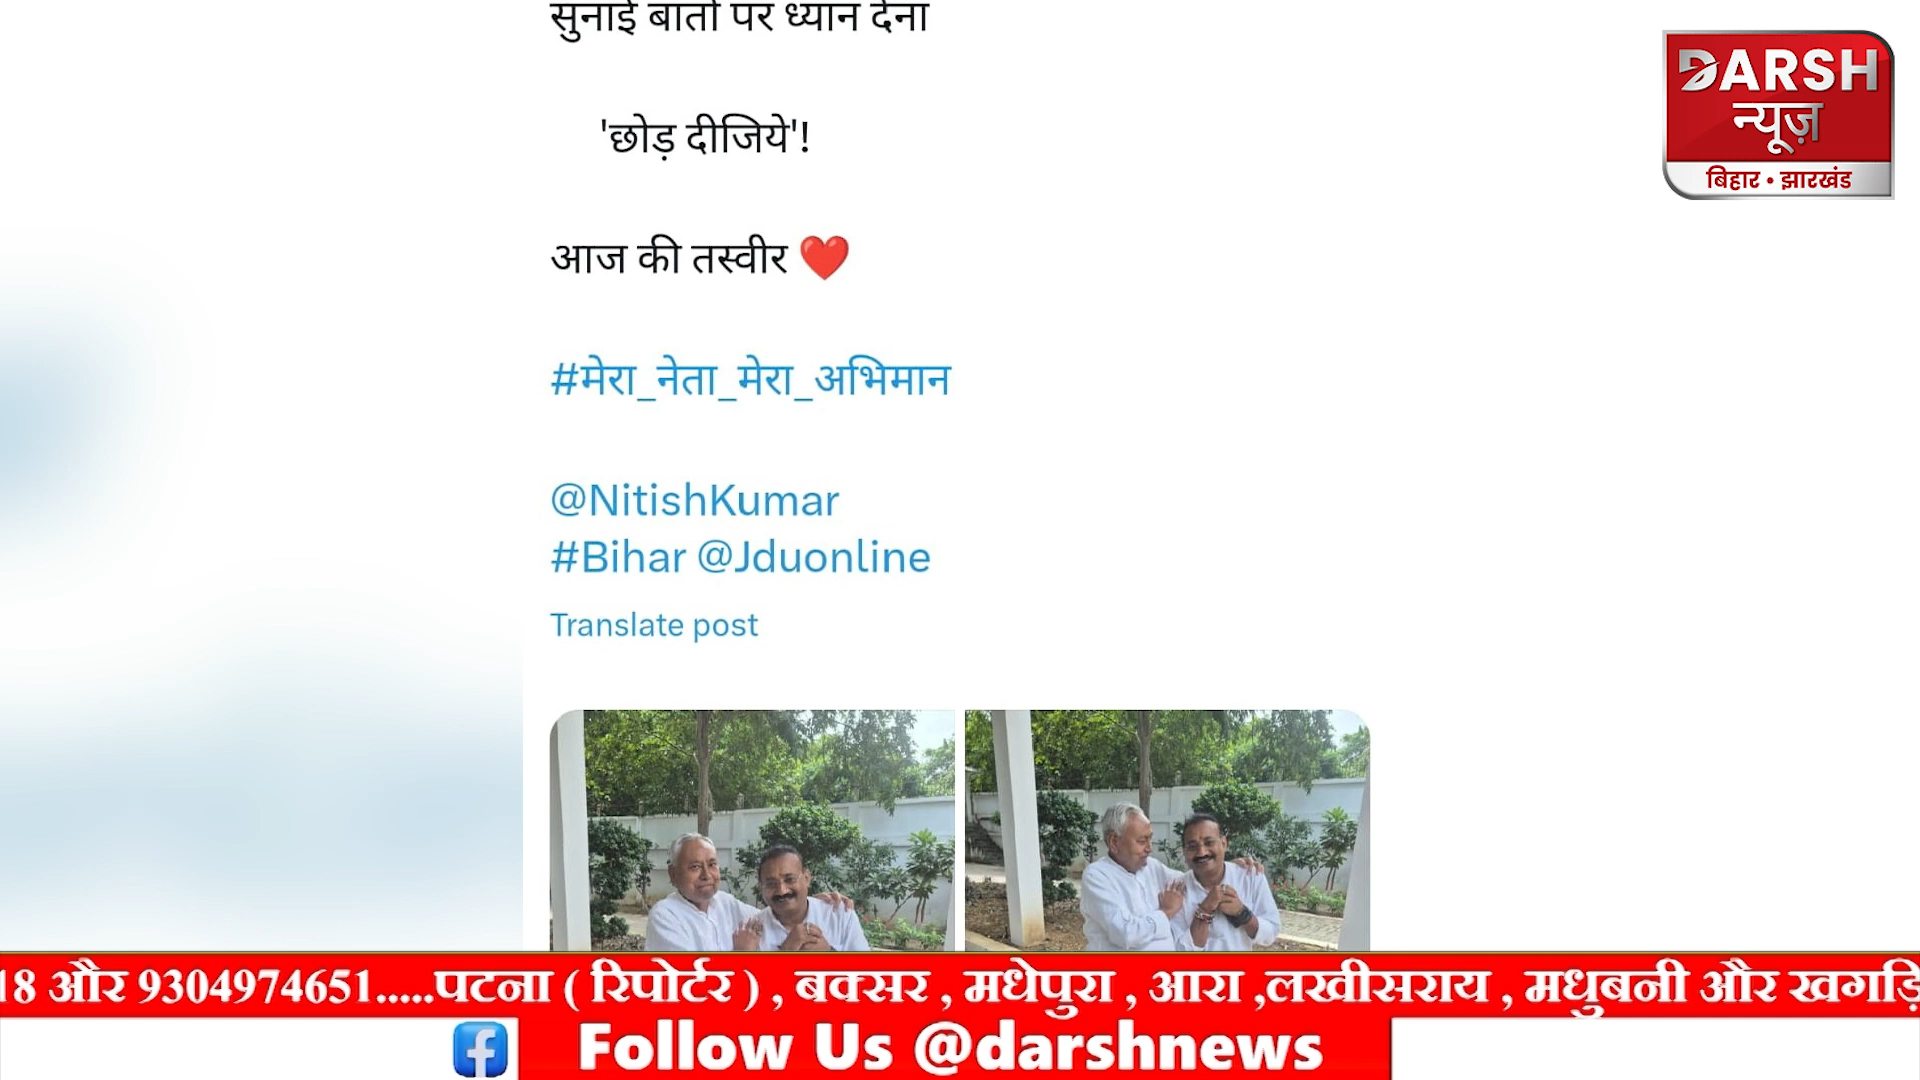 सुनाई बातों पर ध्यान देना
'छोड़ दीजिये'!
आज की तस्वीर ❤️
#मेरा_नेता_मेरा_अभिमान
@NitishKumar
#Bihar @Jduonline
Translate post
DARSH
न्यूज़
बिहार • झारखंड
18 और 9304974651.....पटना ( रिपोर्टर ) , बक्सर , मधेपुरा , आरा ,लखीसराय , मधुबनी और खगड़ि
Follow Us @darshnews